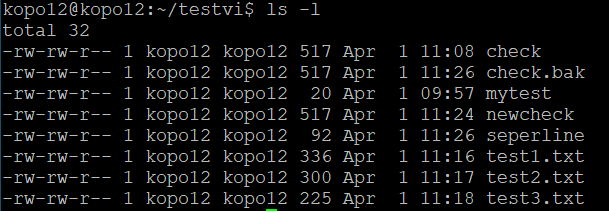 kopo12@kopo12:~/testvi$ ls -l
total 32
-rw-rw-r-- 1 kopo12 kopo12 517 Apr  1 11:08 check
-rw-rw-r-- 1 kopo12 kopo12 517 Apr  1 11:26 check.bak
-rw-rw-r-- 1 kopo12 kopo12  20 Apr  1 09:57 mytest
-rw-rw-r-- 1 kopo12 kopo12 517 Apr  1 11:24 newcheck
-rw-rw-r-- 1 kopo12 kopo12  92 Apr  1 11:26 seperline
-rw-rw-r-- 1 kopo12 kopo12 336 Apr  1 11:16 test1.txt
-rw-rw-r-- 1 kopo12 kopo12 300 Apr  1 11:17 test2.txt
-rw-rw-r-- 1 kopo12 kopo12 225 Apr  1 11:18 test3.txt